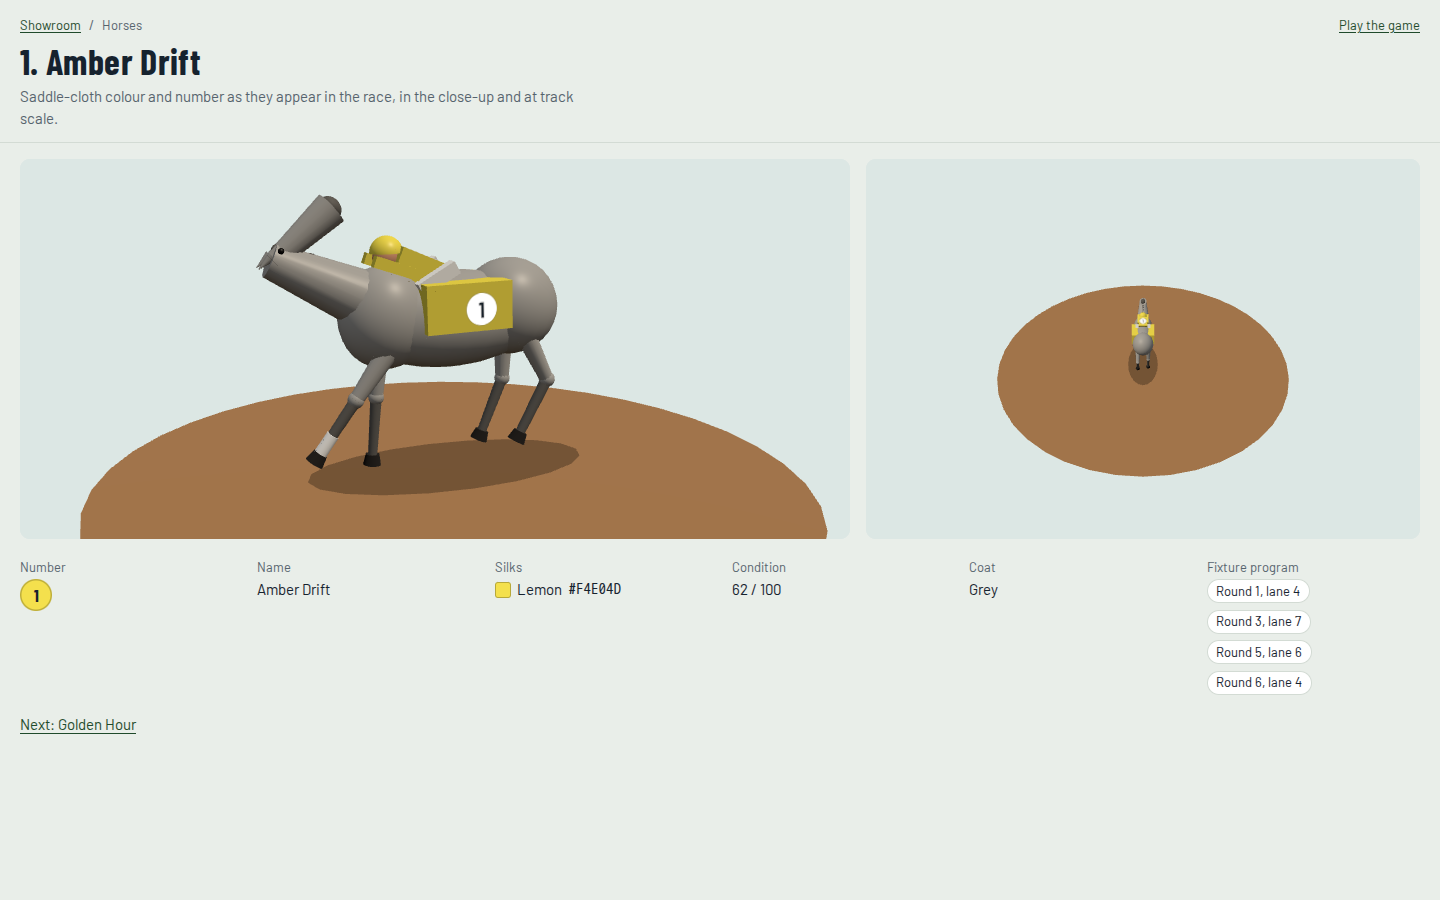 Showroom / Horses
Play the game
1. Amber Drift
Saddle-cloth colour and number as they appear in the race, in the close-up and at track
scale.
1
Number
1
Name
Amber Drift
Silks
Lemon #F4E04D
Condition
62 / 100
Coat
Grey
Fixture program
Round 1, lane 4
Round 3, lane 7
Round 5, lane 6
Round 6, lane 4
Next: Golden Hour